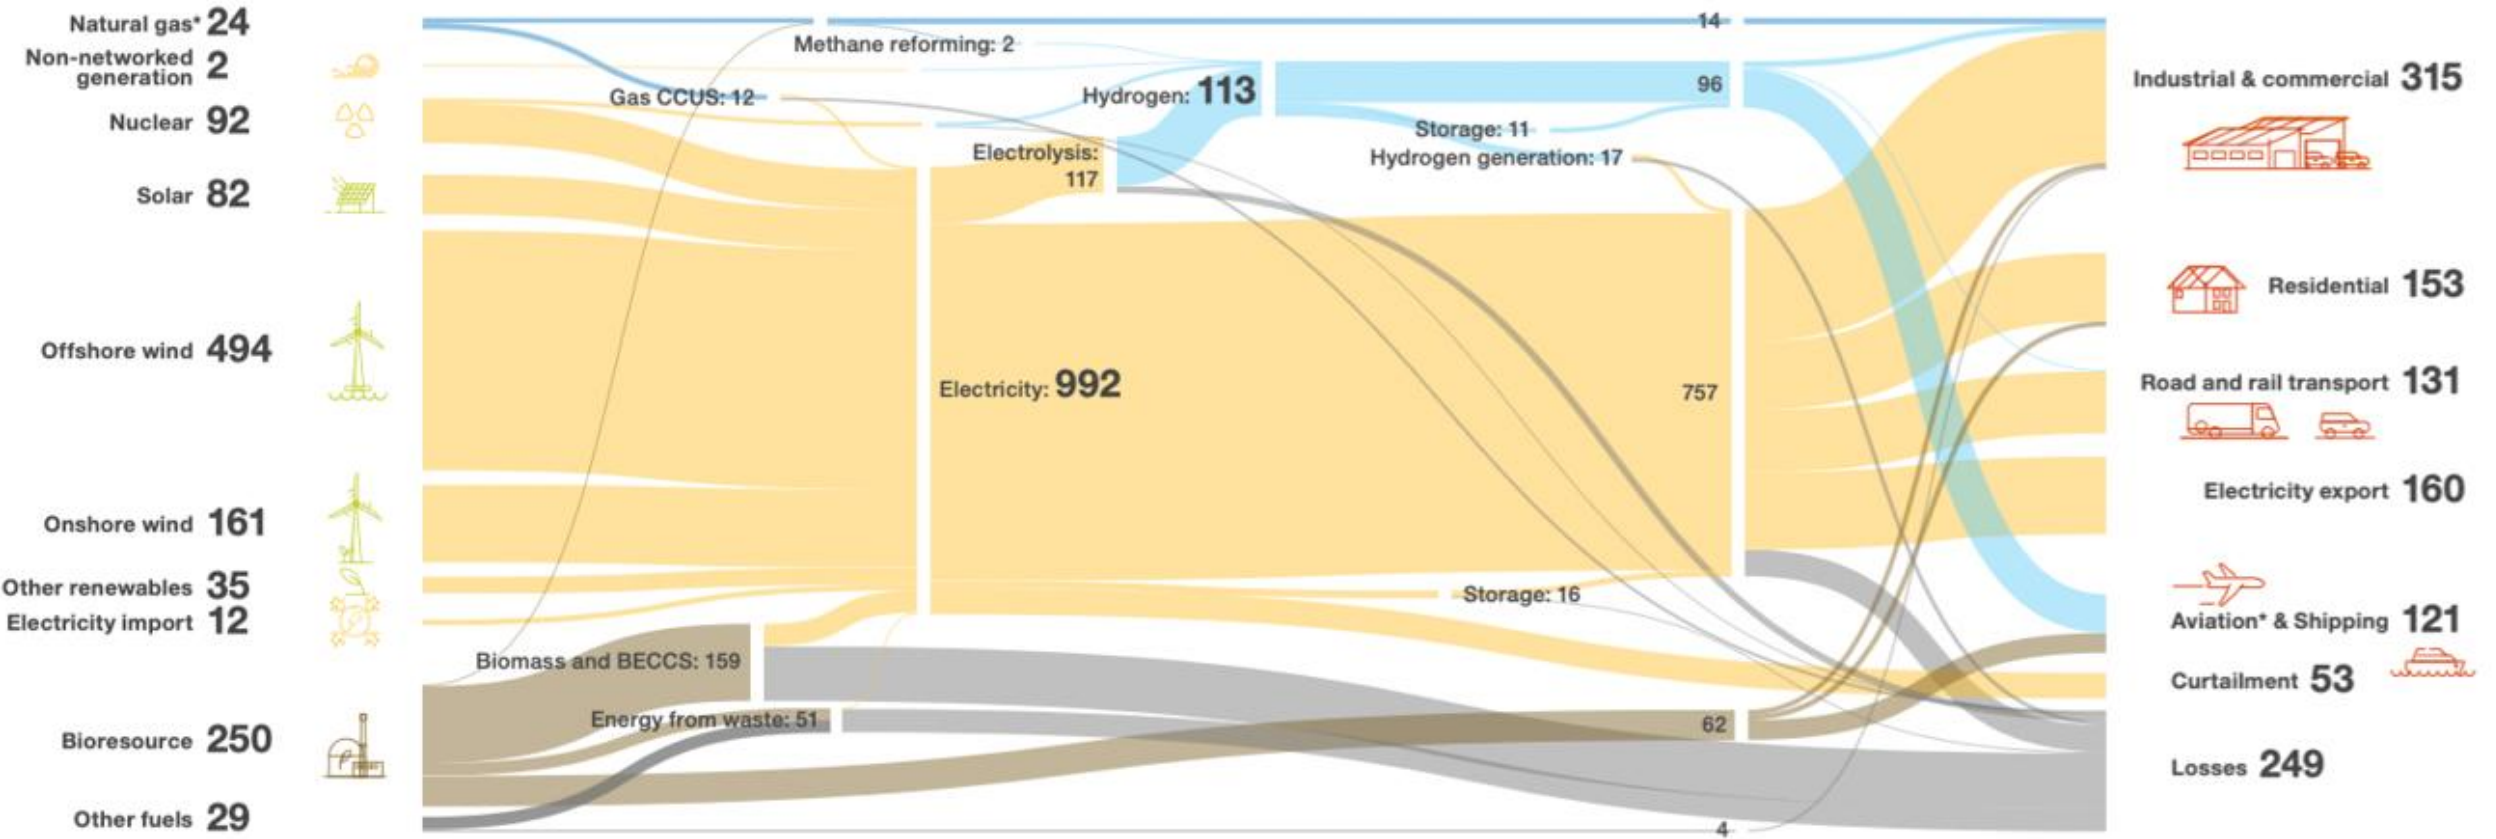 Natural gas* 24
Non-networked
generation 2
Nuclear 92
Solar 82
Offshore wind 494
Onshore wind 161
Other renewables 35
Electricity import 12
Bioresource 250
Other fuels 29
Methane reforming: 2
Gas CCUS: 12
Hydrogen: 113
Electrolysis:
117
Electricity: 992
Biomass and BECCS: 159
Energy from waste: 51
Storage: 11
Hydrogen generation: 17
Storage: 16
14
96
757
62
4
Industrial & commercial 315
Residential 153
Road and rail transport 131
Electricity export 160
Aviation* & Shipping 121
Curtailment 53
Losses 249